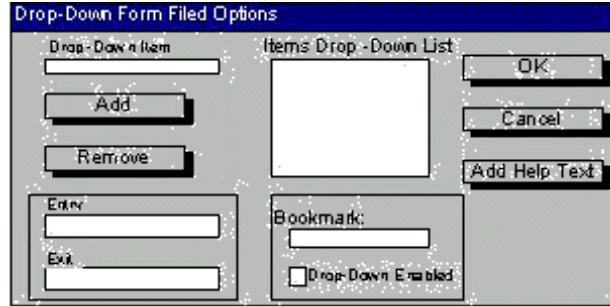 Drop-Down Form Filed Options
Drop-Down Item
Items Drop-Down List
OK
Add
Cancel
Remove
Add Help Text
Entry
Bookmark:
Exit
Drop-Down Enabled